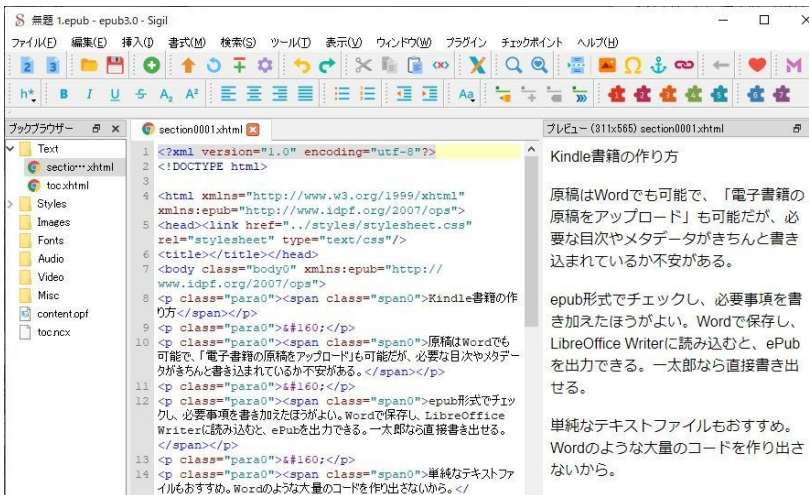 無題 1.epub - epub3.0 - Sigil
ファイル(F) 編集(E) 挿入(I) 書式(M) 検索(S) ツール(T) 表示(V) ウィンドウ(W) プラグイン チェックポイント ヘルプ(H)
2 3 Ω M
h* B I U S A₂ A² Aa
ブックブラウザー
Text
sectio…xhtml
toc.xhtml
Styles
Images
Fonts
Audio
Video
Misc
content.opf
toc.ncx
section0001.xhtml
1 <?xml version="1.0" encoding="utf-8"?>
2 <!DOCTYPE html>
3
4 <html xmlns="http://www.w3.org/1999/xhtml"
xmlns:epub="http://www.idpf.org/2007/ops">
5 <head><link href="../styles/stylesheet.css"
rel="stylesheet" type="text/css"/>
6 <title></title></head>
7 <body class="body0" xmlns:epub="http://
www.idpf.org/2007/ops">
8 <p class="para0"><span class="span0">Kindle書籍の作
り方</span></p>
9 <p class="para0">&#160;</p>
10 <p class="para0"><span class="span0">原稿はWordでも
可能で、「電子書籍の原稿をアップロード」も可能だが、必要な目次やメタデー
タがきちんと書き込まれているか不安がある。</span></p>
11 <p class="para0">&#160;</p>
12 <p class="para0"><span class="span0">epub形式でチェッ
クし、必要事項を書き加えたほうがよい。Wordで保存し、LibreOffice
Writerに読み込むと、ePubを出力できる。一太郎なら直接書き出せる。
</span></p>
13 <p class="para0">&#160;</p>
14 <p class="para0"><span class="span0">単純なテキストファ
イルもおすすめ。Wordのような大量のコードを作り出さないから。</
プレビュー (311x565) section0001.xhtml
Kindle書籍の作り方
原稿はWordでも可能で、「電子書籍の
原稿をアップロード」も可能だが、必
要な目次やメタデータがきちんと書き
込まれているか不安がある。
epub形式でチェックし、必要事項を書
き加えたほうがよい。Wordで保存し、
LibreOffice Writerに読み込むと、ePub
を出力できる。一太郎なら直接書き出
せる。
単純なテキストファイルもおすすめ。
Wordのような大量のコードを作り出さ
ないから。